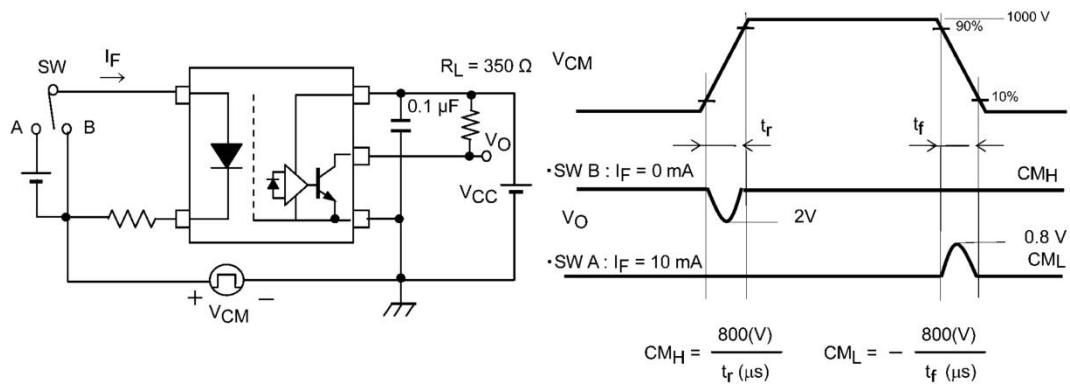 SW
I_F
A
B
R_L = 350 Ω
0.1 μF
V_O
V_CC
+ V_CM −
1000 V
90%
V_CM
10%
t_r
t_f
・SW B : I_F = 0 mA
CM_H
V_O
2V
0.8 V
・SW A : I_F = 10 mA
CM_L
CM_H = 800(V) / t_r (μs)
CM_L = − 800(V) / t_f (μs)